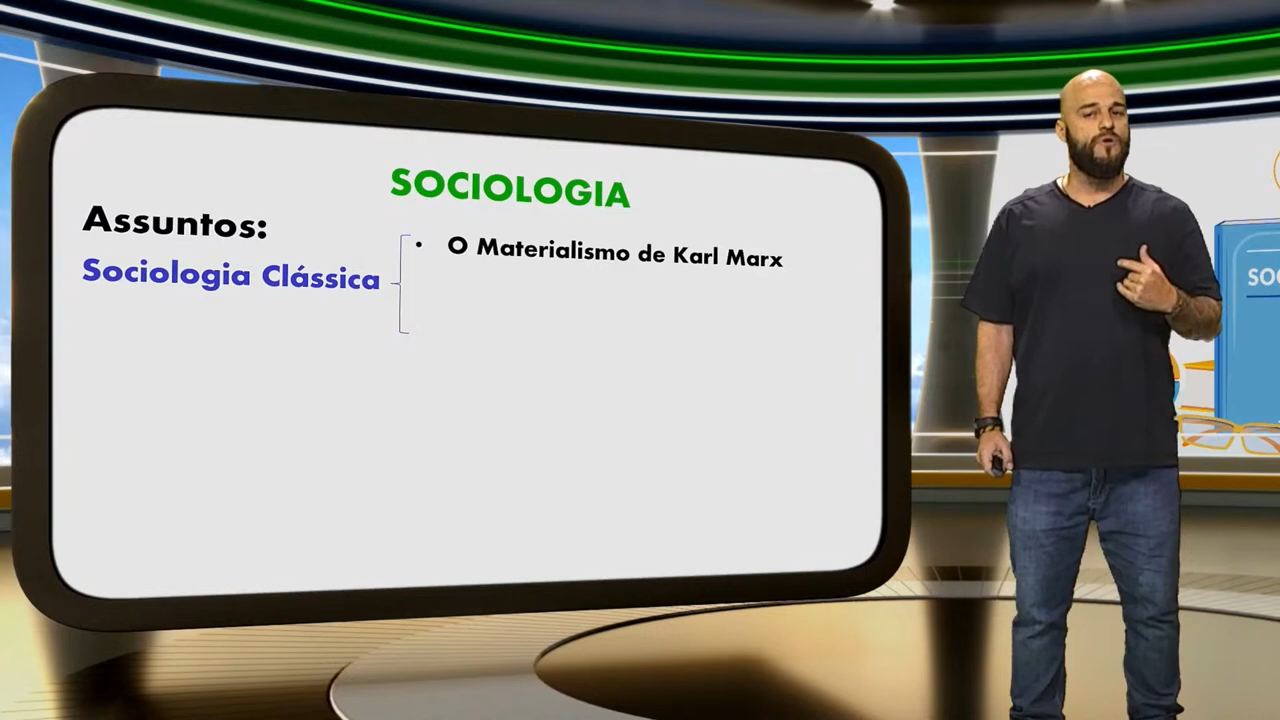 SOCIOLOGIA
Assuntos:
• O Materialismo de Karl Marx
Sociologia Clássica